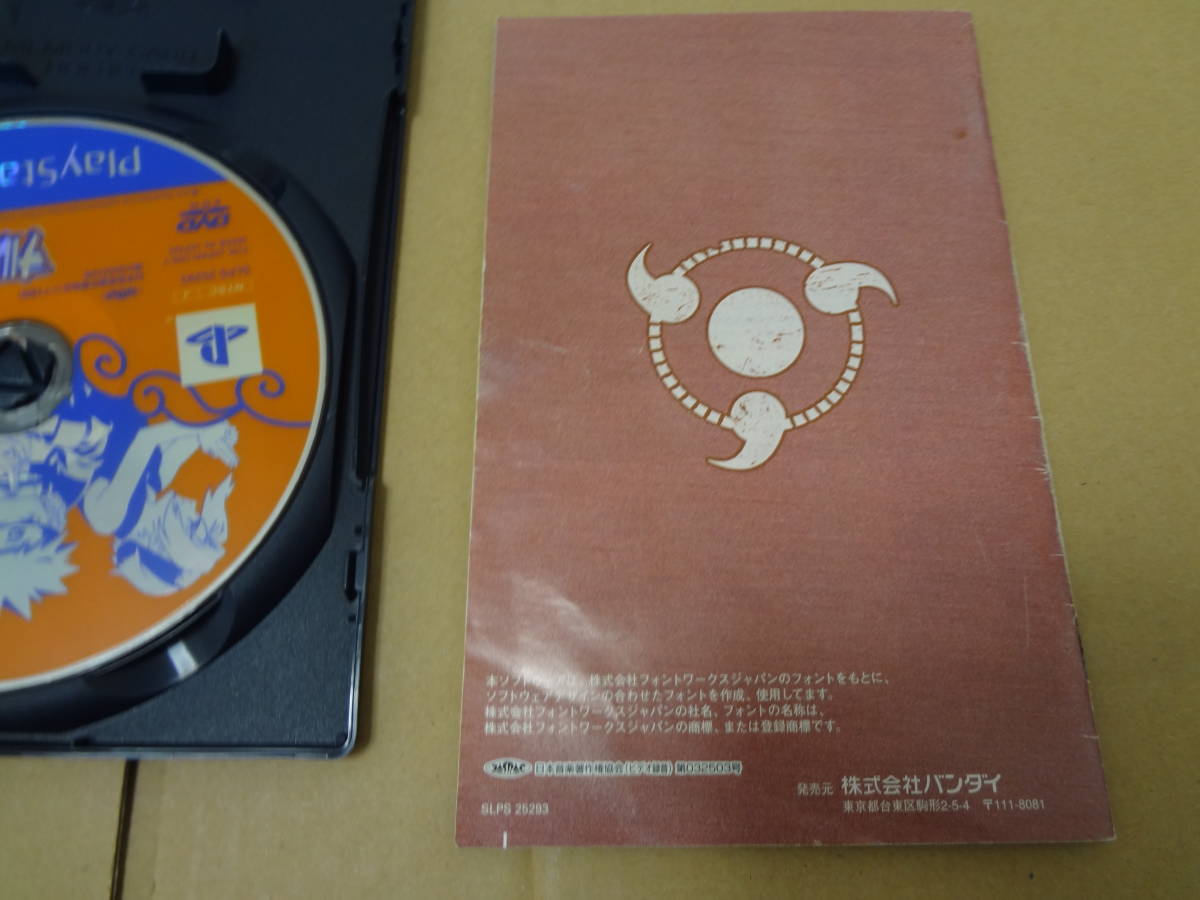 PlaySta
DVD
SLPS 25293
本ソフトウェアは、株式会社フォントワークスジャパンのフォントをもとに、
ソフトウェアデザインの合わせたフォントを作成、使用してます。
株式会社フォントワークスジャパンの社名、フォントの名称は、
株式会社フォントワークスジャパンの商標、または登録商標です。
JASRAC 日本音楽著作権協会(ビデオ録音) 第032503号
発売元 株式会社バンダイ
東京都台東区駒形2-5-4 〒111-8081
SLPS 25293